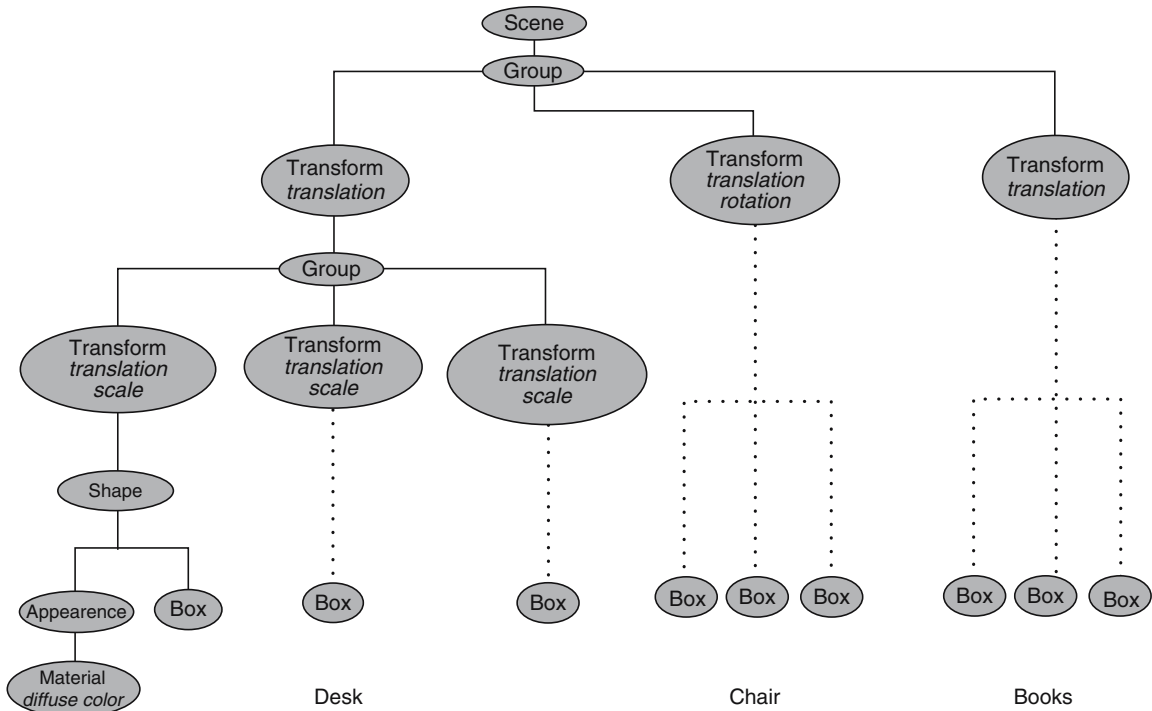 Scene
Group
Transform
translation
Transform
translation
rotation
Transform
translation
Group
Transform
translation
scale
Transform
translation
scale
Transform
translation
scale
Shape
Appearence
Box
Box
Box
Box
Box
Box
Box
Box
Box
Material
diffuse color
Desk
Chair
Books